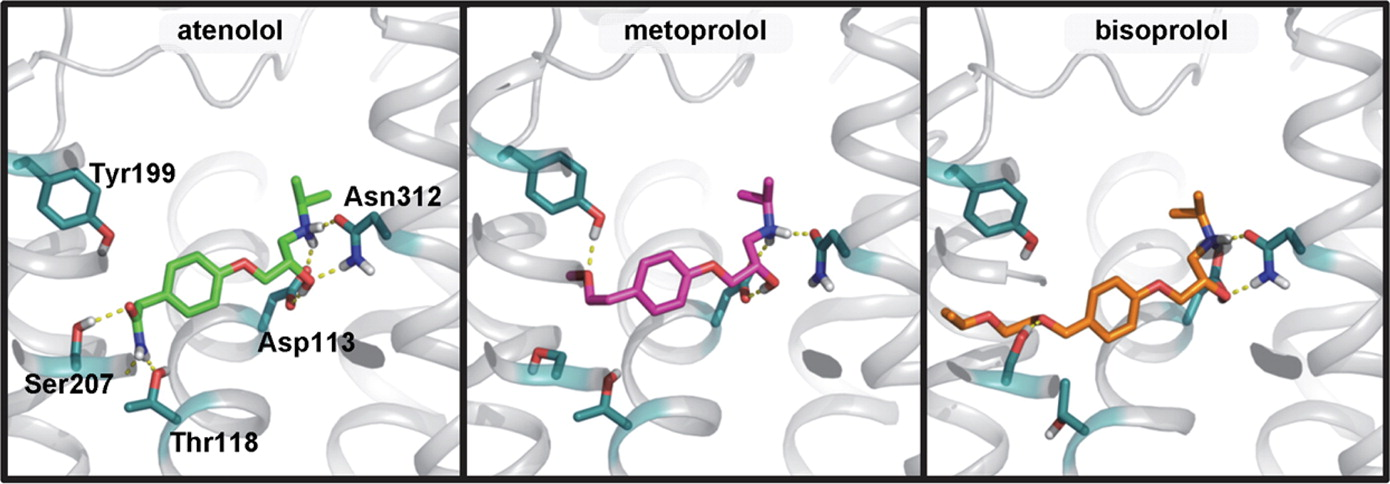 atenolol
metoprolol
bisoprolol
Tyr199
Asn312
Asp113
Ser207
Thr118